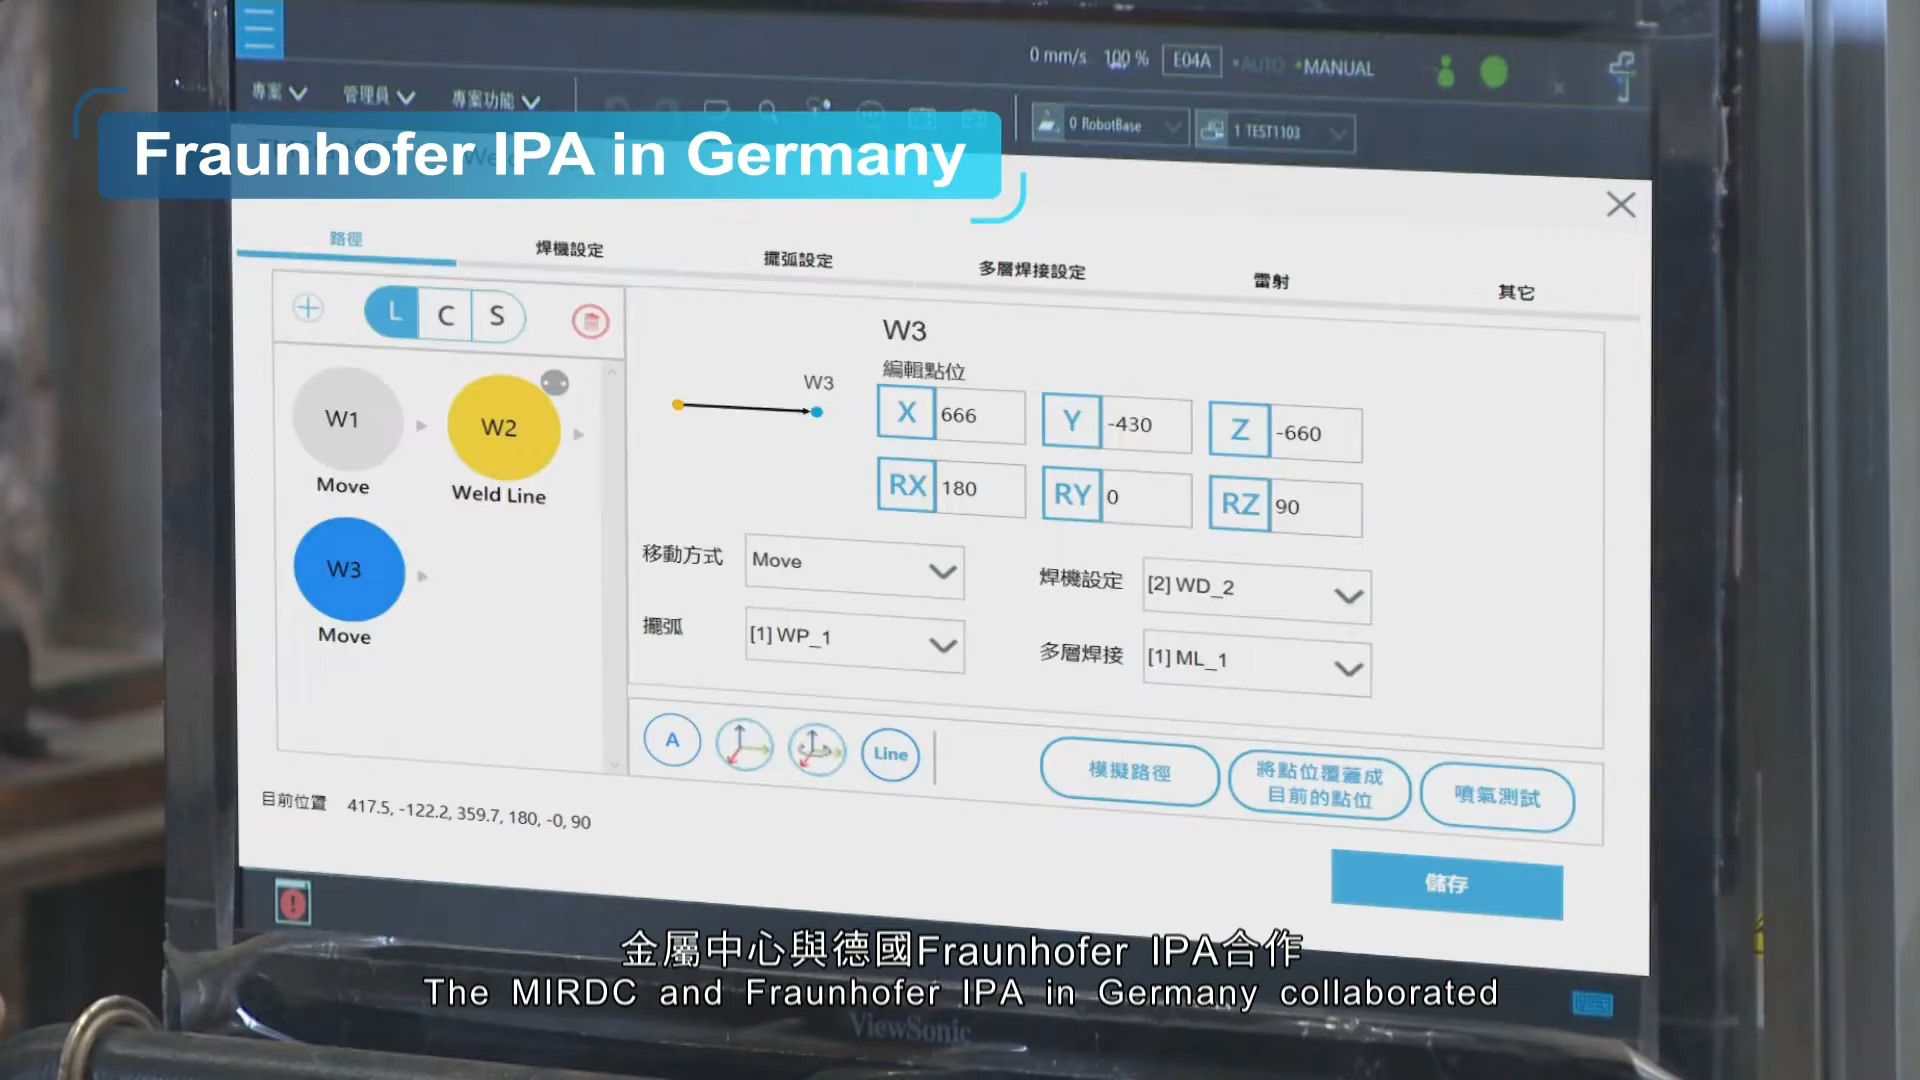 0 mm/s 100 % E04A AUTO MANUAL
專案 管理員 專案功能
0 RobotBase 1 TEST1103
Fraunhofer IPA in Germany
路徑 焊機設定 擺弧設定 多層焊接設定 雷射 其它
L C S
W1 W2
Move Weld Line
W3
Move
W3
編輯點位
W3
X 666 Y -430 Z -660
RX 180 RY 0 RZ 90
移動方式 Move 焊機設定 [2] WD_2
擺弧 [1] WP_1 多層焊接 [1] ML_1
A Line 模擬路徑 將點位覆蓋成
目前的點位 噴氣測試
目前位置 417.5, -122.2, 359.7, 180, -0, 90
儲存
金屬中心與德國Fraunhofer IPA合作
The MIRDC and Fraunhofer IPA in Germany collaborated
ViewSonic